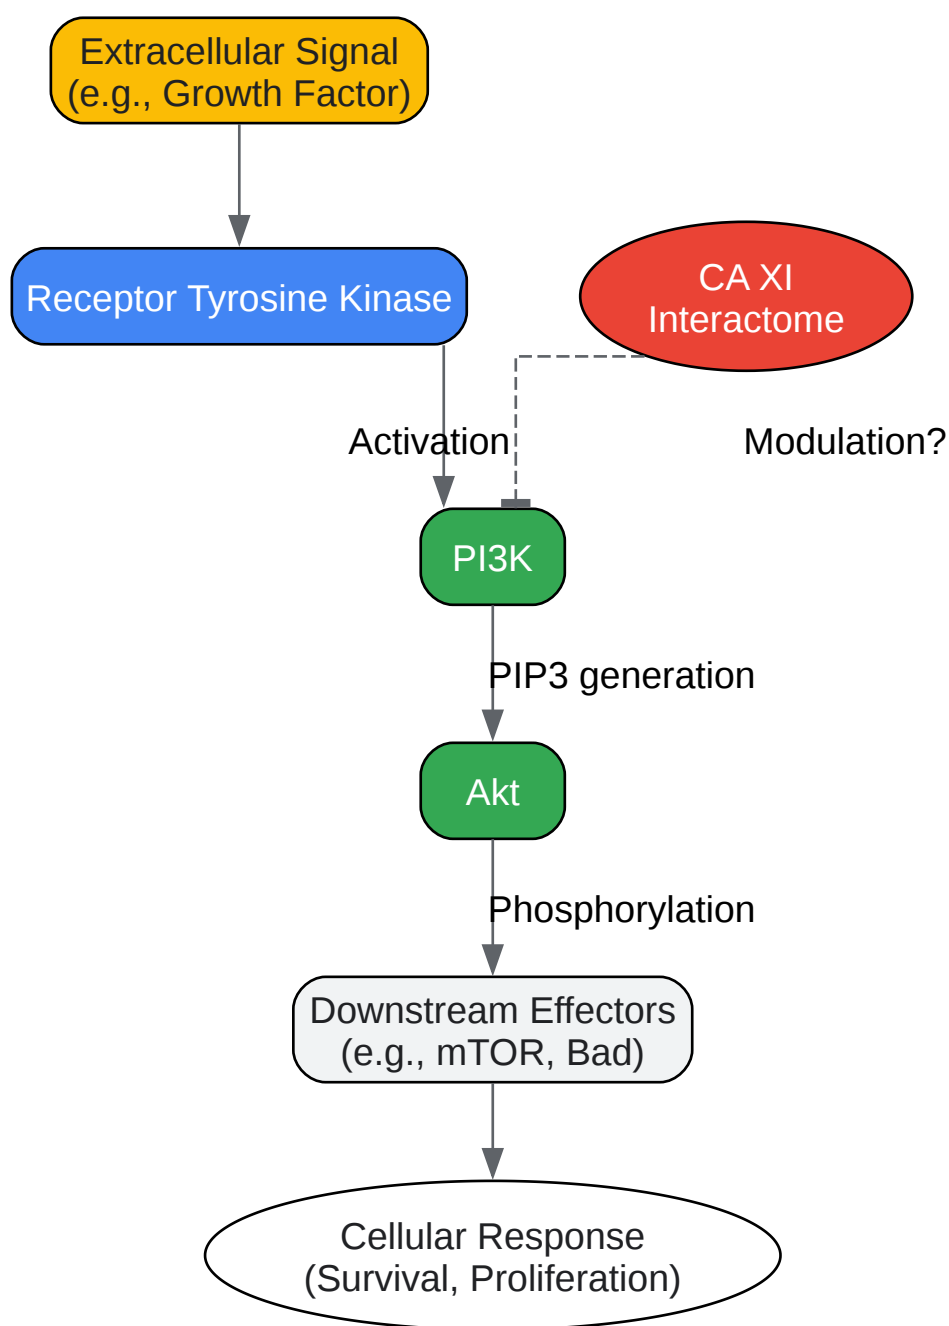 Extracellular Signal
(e.g., Growth Factor)
Receptor Tyrosine Kinase
CA XI
Interactome
Activation
Modulation?
PI3K
PIP3 generation
Akt
Phosphorylation
Downstream Effectors
(e.g., mTOR, Bad)
Cellular Response
(Survival, Proliferation)